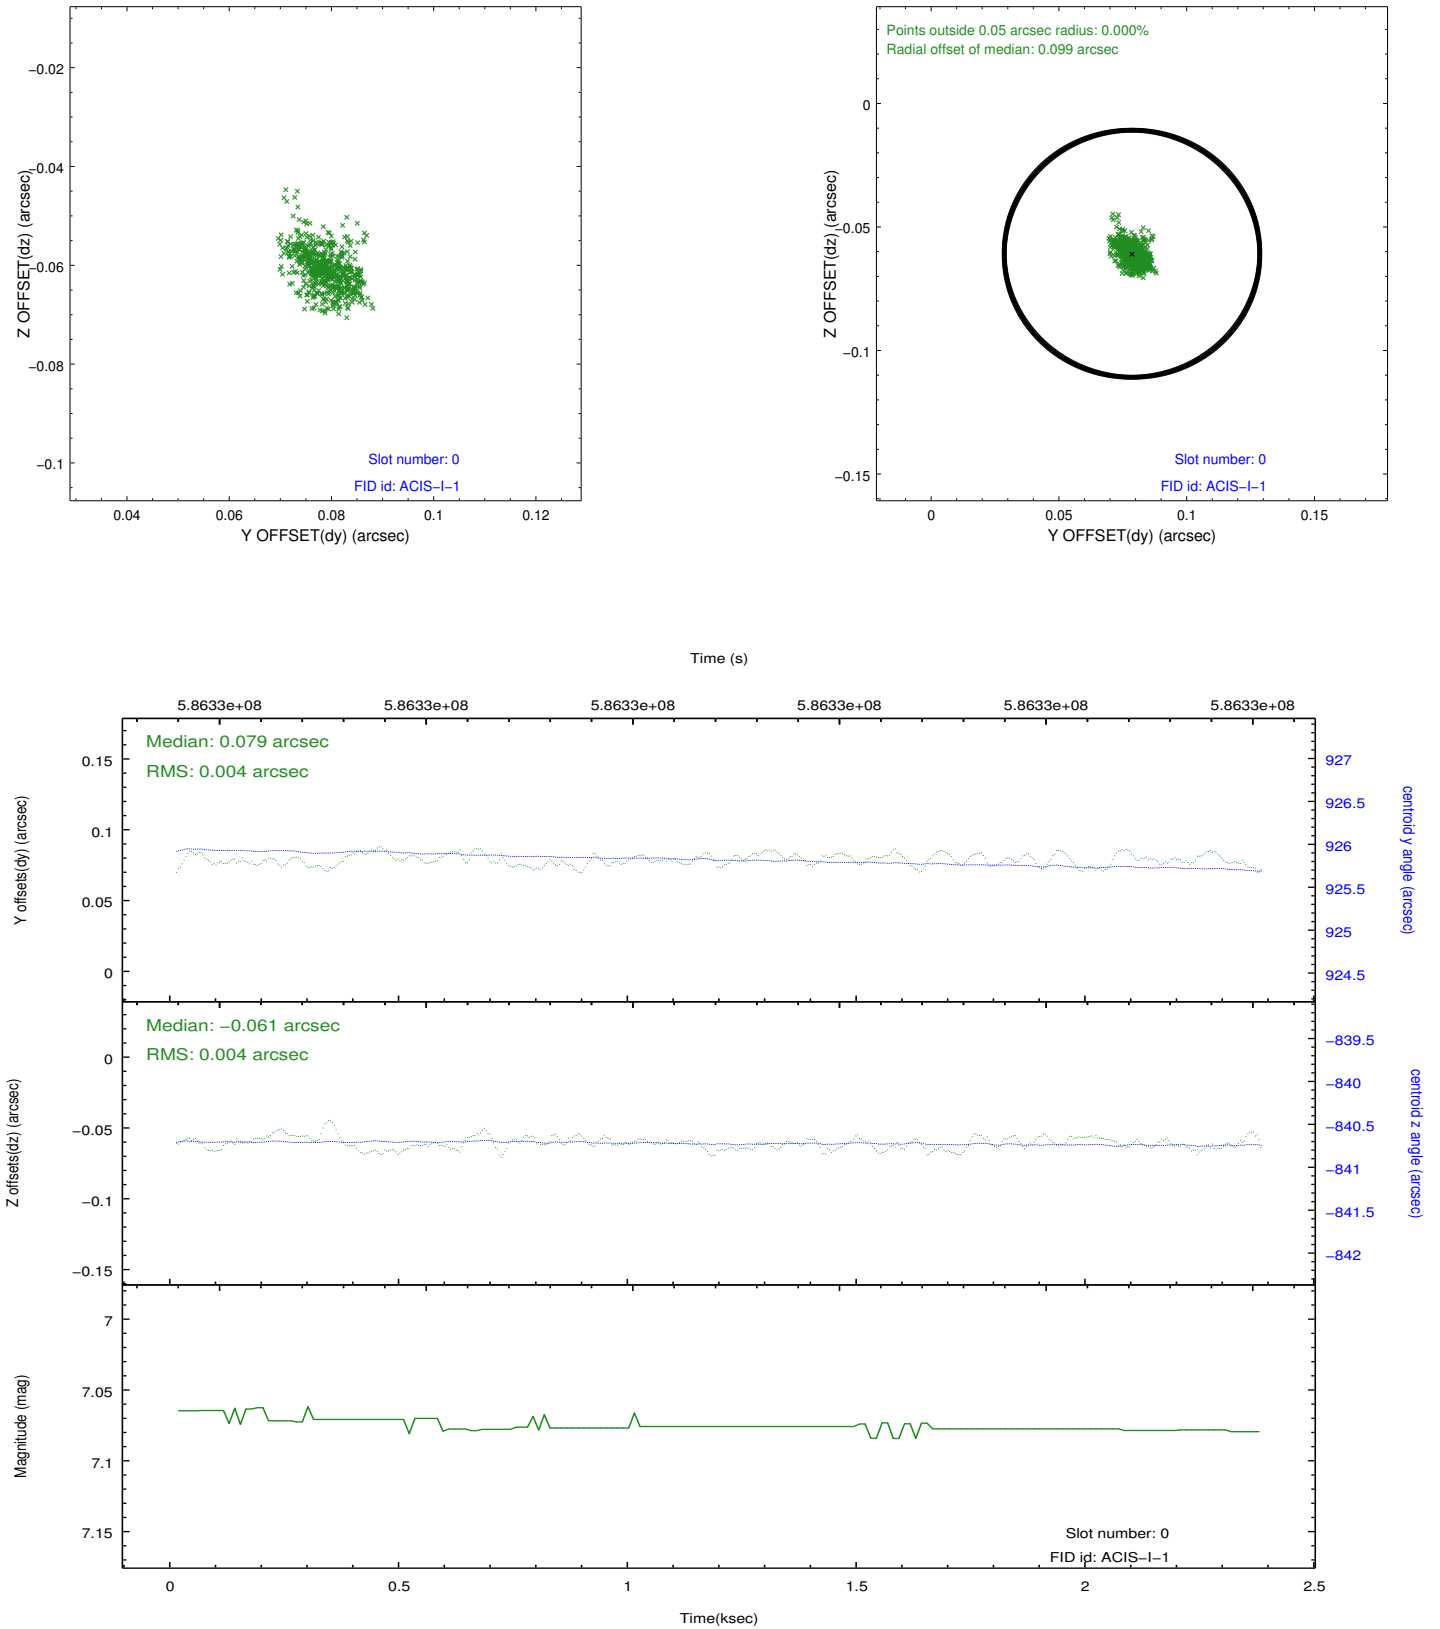 −0.02
−0.04
−0.06
−0.08
−0.1
Z OFFSET(dz) (arcsec)
Slot number: 0
FID id: ACIS−I−1
0.04 0.06 0.08 0.1 0.12
Y OFFSET(dy) (arcsec)
Points outside 0.05 arcsec radius: 0.000%
Radial offset of median: 0.099 arcsec
0
−0.05
−0.1
−0.15
Z OFFSET(dz) (arcsec)
Slot number: 0
FID id: ACIS−I−1
0 0.05 0.1 0.15
Y OFFSET(dy) (arcsec)
Time (s)
5.8633e+08 5.8633e+08 5.8633e+08 5.8633e+08 5.8633e+08 5.8633e+08
Median: 0.079 arcsec
RMS: 0.004 arcsec
0.15
0.1
0.05
0
Y offsets(dy) (arcsec)
927
926.5
926
925.5
925
924.5
centroid y angle (arcsec)
Median: −0.061 arcsec
RMS: 0.004 arcsec
0
−0.05
−0.1
−0.15
Z offsets(dz) (arcsec)
−839.5
−840
−840.5
−841
−841.5
−842
centroid z angle (arcsec)
7
7.05
7.1
7.15
Magnitude (mag)
Slot number: 0
FID id: ACIS−I−1
0 0.5 1 1.5 2 2.5
Time(ksec)